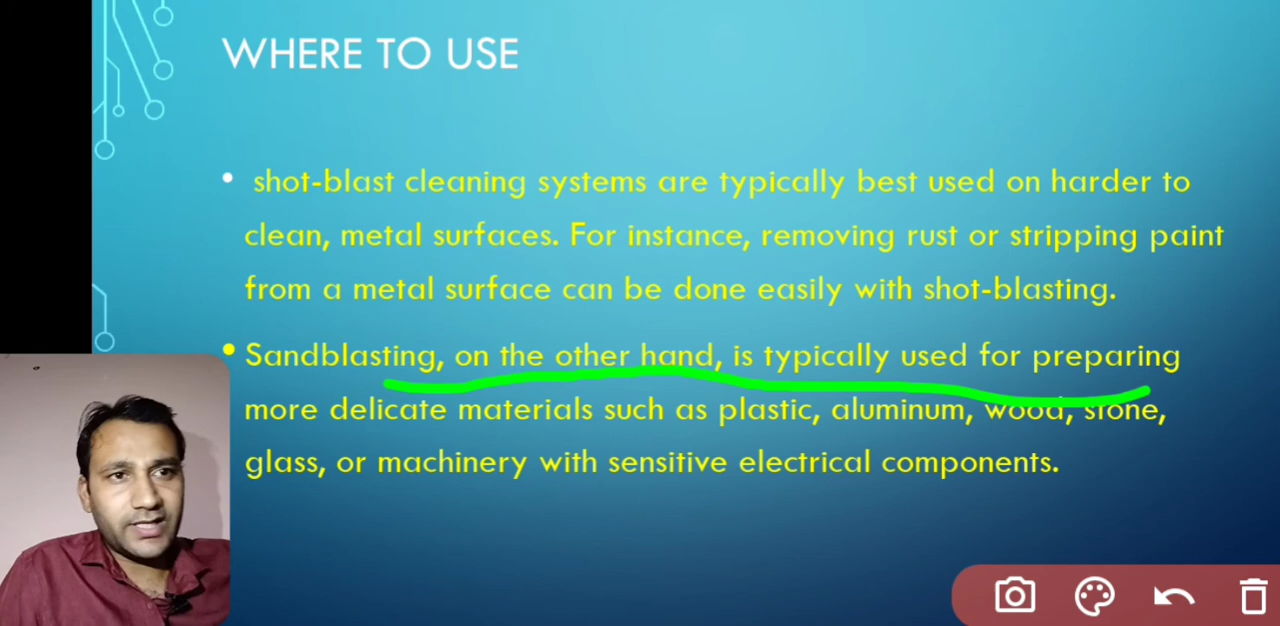 WHERE TO USE
• shot-blast cleaning systems are typically best used on harder to
clean, metal surfaces. For instance, removing rust or stripping paint
from a metal surface can be done easily with shot-blasting.
• Sandblasting, on the other hand, is typically used for preparing
more delicate materials such as plastic, aluminum, wood, stone,
glass, or machinery with sensitive electrical components.